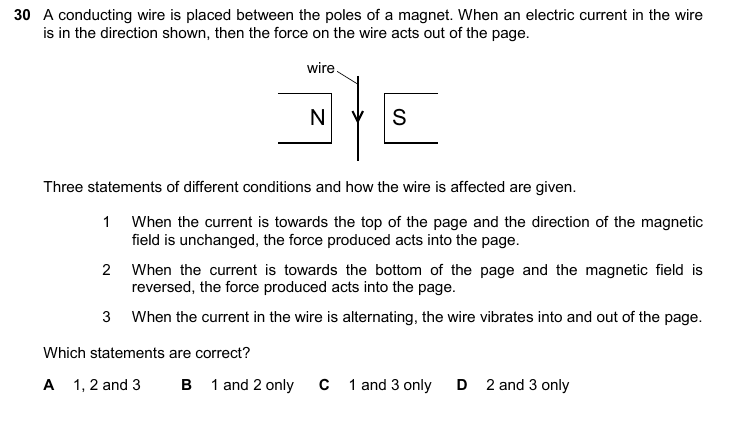 30 A conducting wire is placed between the poles of a magnet. When an electric current in the wire
is in the direction shown, then the force on the wire acts out of the page.
wire
N S
Three statements of different conditions and how the wire is affected are given.
1 When the current is towards the top of the page and the direction of the magnetic
field is unchanged, the force produced acts into the page.
2 When the current is towards the bottom of the page and the magnetic field is
reversed, the force produced acts into the page.
3 When the current in the wire is alternating, the wire vibrates into and out of the page.
Which statements are correct?
A 1, 2 and 3 B 1 and 2 only C 1 and 3 only D 2 and 3 only